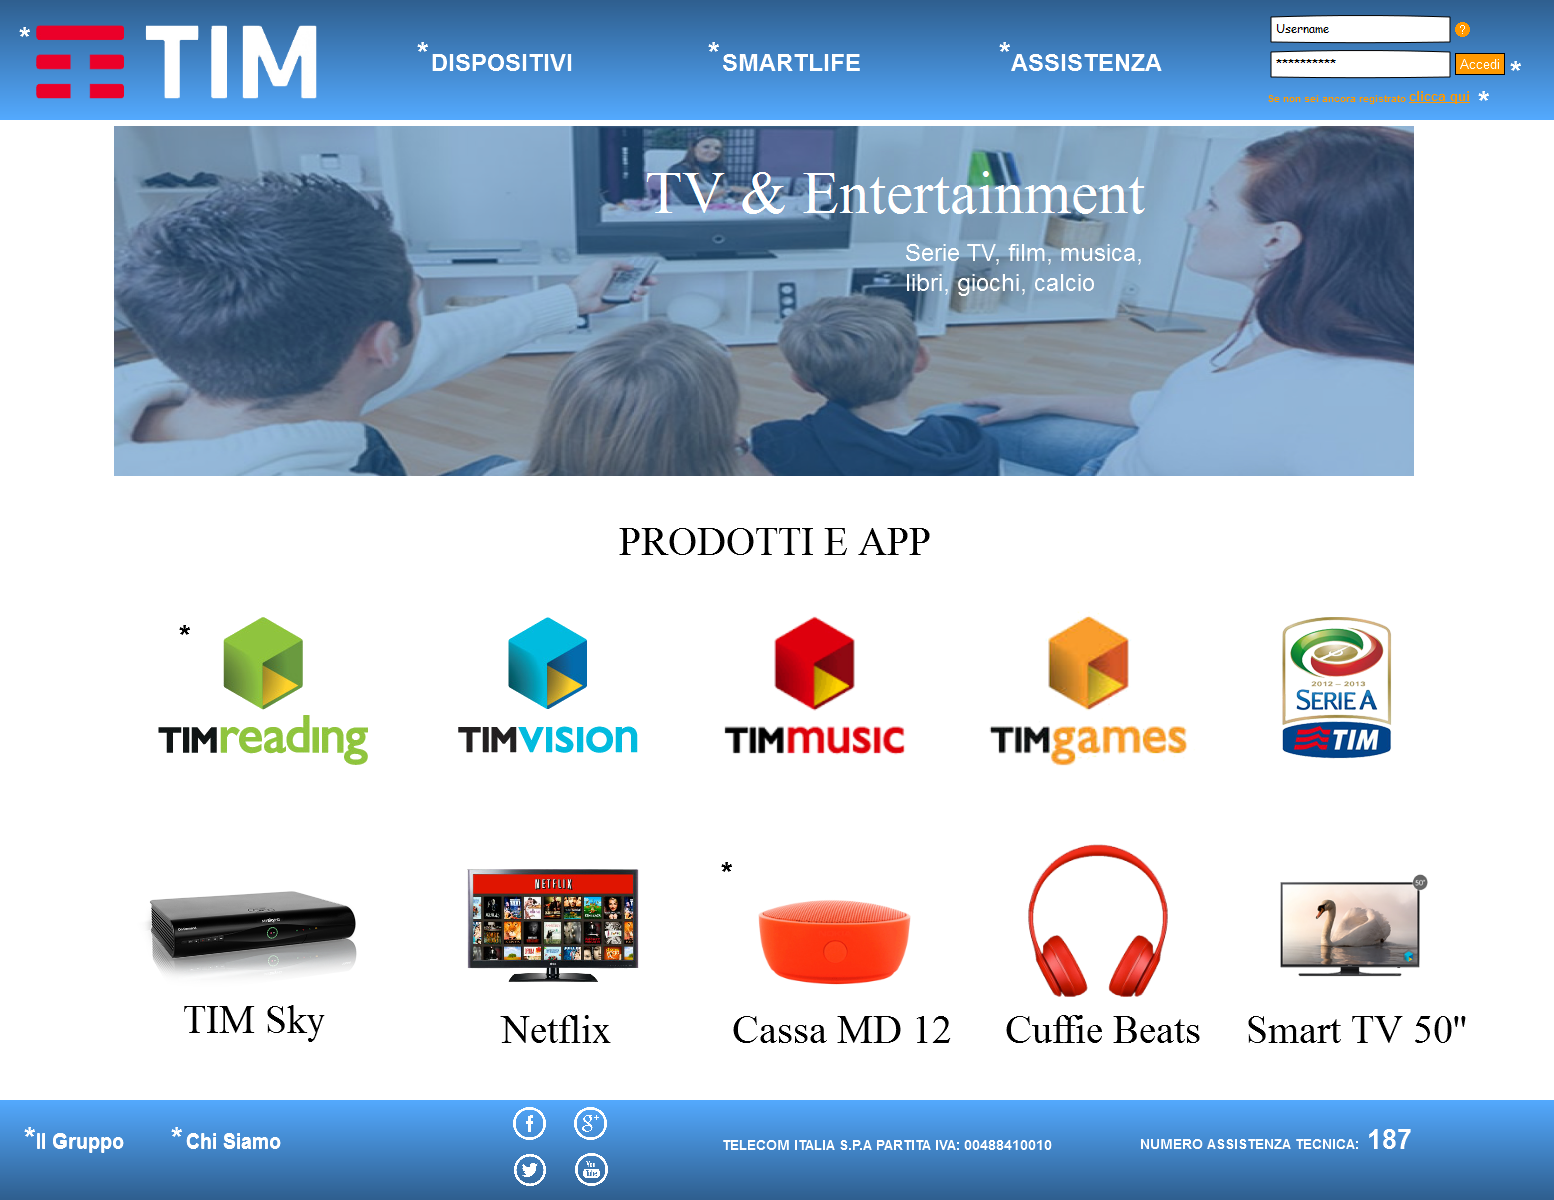 * TIM
*DISPOSITIVI
*SMARTLIFE
*ASSISTENZA
Username
?
**********
Accedi *
Se non sei ancora registrato clicca qui *
TV & Entertainment
Serie TV, film, musica,
libri, giochi, calcio
PRODOTTI E APP
*
TIMreading
TIMVISION
TIMMUSIC
TIMgames
2012 – 2013
SERIE A
TIM
NETFLIX
*
50"
TIM Sky
Netflix
Cassa MD 12
Cuffie Beats
Smart TV 50"
*Il Gruppo
*Chi Siamo
f
g+
You
Tube
TELECOM ITALIA S.P.A PARTITA IVA: 00488410010
NUMERO ASSISTENZA TECNICA: 187